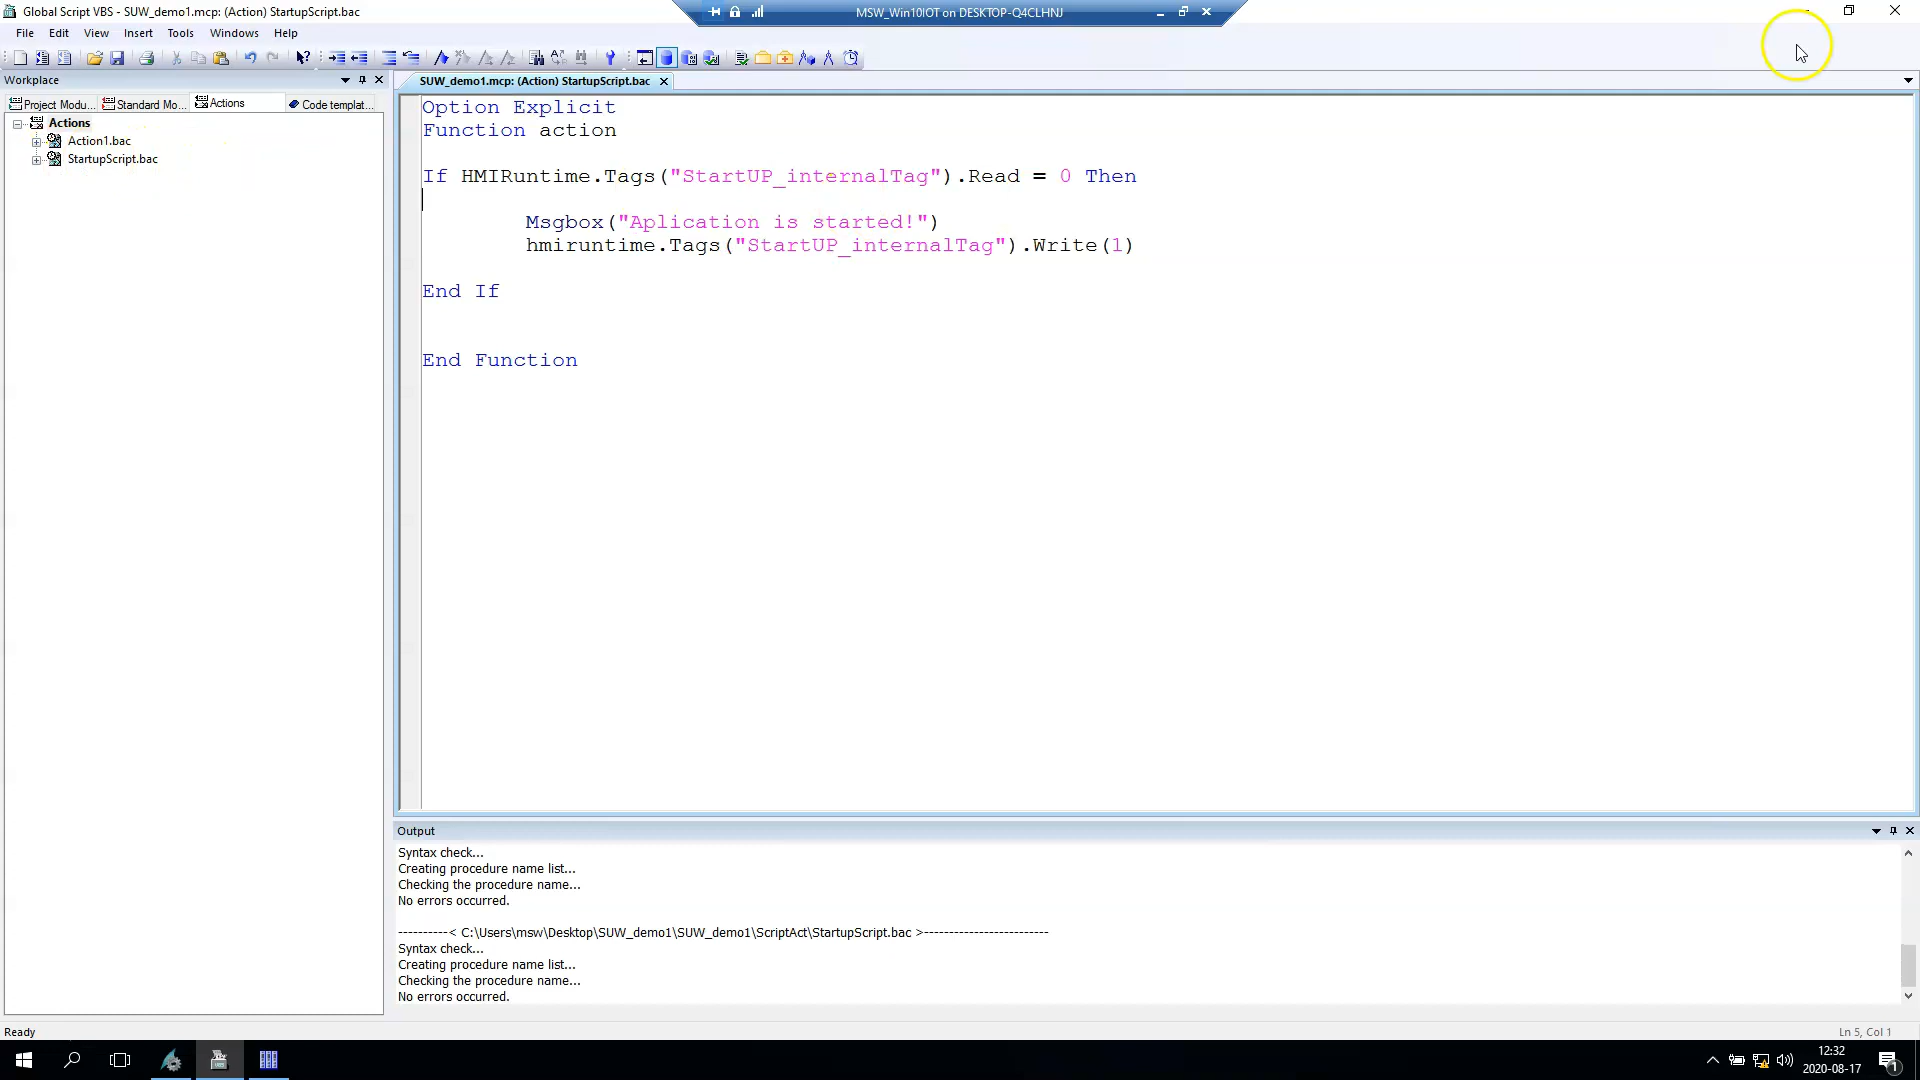 Global Script VBS - SUW_demo1.mcp: (Action) StartupScript.bac
MSW_Win10IOT on DESKTOP-Q4CLHNJ
File Edit View Insert Tools Windows Help
Workplace
SUW_demo1.mcp: (Action) StartupScript.bac
Project Modu... Standard Mo... Actions Code templat...
Actions
Action1.bac
StartupScript.bac
Option Explicit
Function action
If HMIRuntime.Tags("StartUP_internalTag").Read = 0 Then
Msgbox("Aplication is started!")
hmiruntime.Tags("StartUP_internalTag").Write(1)
End If
End Function
Output
Syntax check...
Creating procedure name list...
Checking the procedure name...
No errors occurred.
----------< C:\Users\msw\Desktop\SUW_demo1\SUW_demo1\ScriptAct\StartupScript.bac >-------------------------
Syntax check...
Creating procedure name list...
Checking the procedure name...
No errors occurred.
Ready
Ln 5, Col 1
12:32
2020-08-17
1